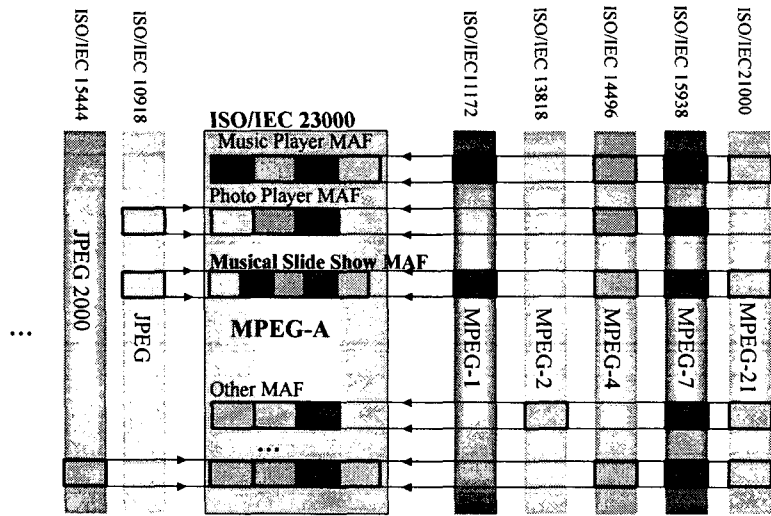 ISO/IEC 15444
ISO/IEC 10918
ISO/IEC 23000
ISO/IEC11172
ISO/IEC 13818
ISO/IEC 14496
ISO/IEC 15938
ISO/IEC21000
Music Player MAF
Photo Player MAF
Musical Slide Show MAF
MPEG-A
Other MAF
...
...
JPEG 2000
JPEG
MPEG-1
MPEG-2
MPEG-4
MPEG-7
MPEG-21